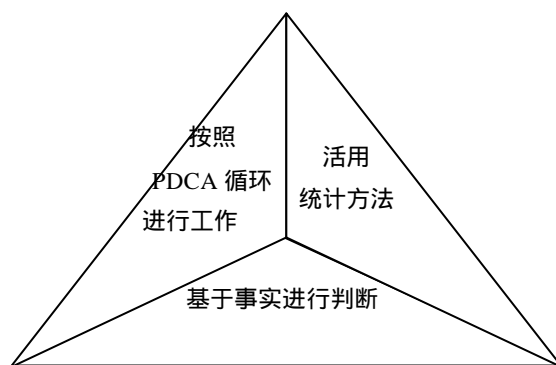 按照
PDCA 循环
进行工作
活用
统计方法
基于事实进行判断